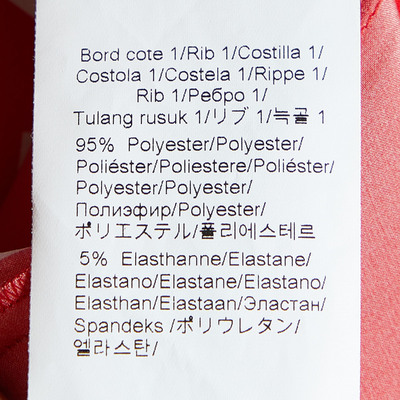 Bord cote 1/Rib 1/Costilla 1/
Costola 1/Costela 1/Rippe 1/
Rib 1/Ребро 1/
Tulang rusuk 1/リブ 1/늑골 1
95% Polyester/Polyester/
Poliéster/Poliestere/Poliéster/
Polyester/Polyester/
Полиэфир/Polyester/
ポリエステル/폴리에스테르
5% Elasthanne/Elastane/
Elastano/Elastane/Elastano/
Elasthan/Elastaan/Эластан/
Spandeks /ポリウレタン/
엘라스탄/